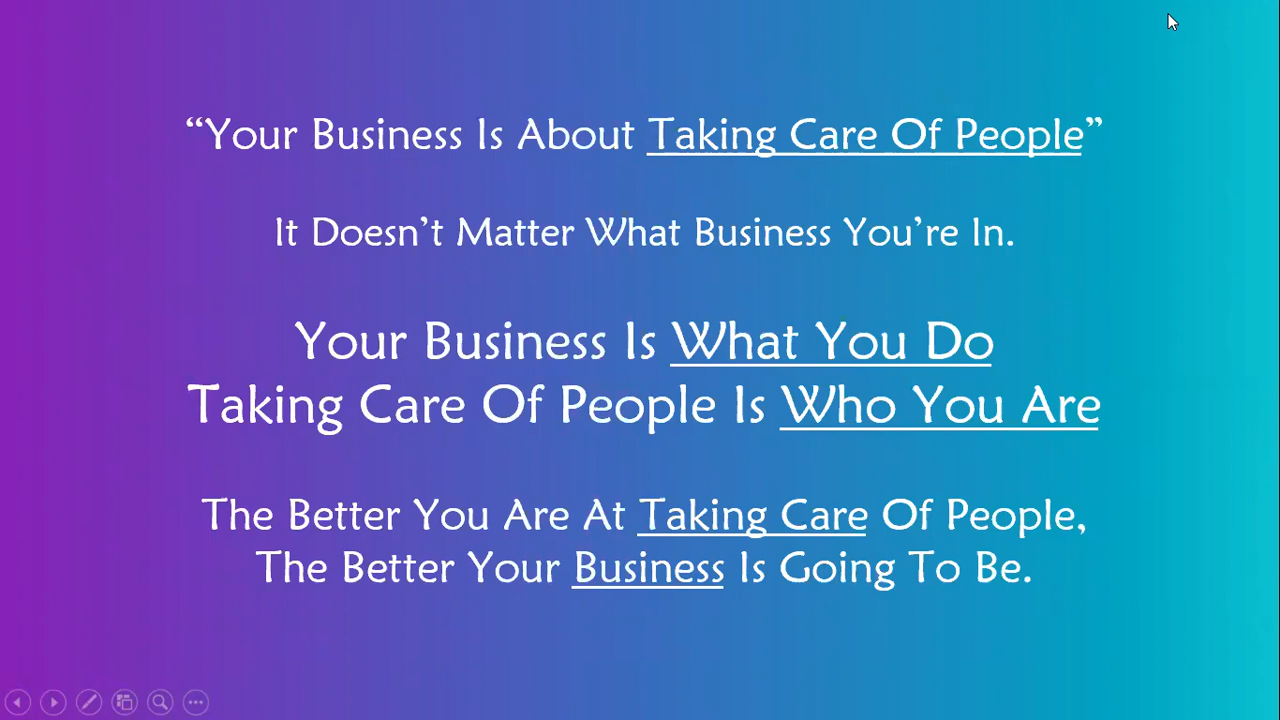 “Your Business Is About Taking Care Of People”
It Doesn’t Matter What Business You’re In.
Your Business Is What You Do
Taking Care Of People Is Who You Are
The Better You Are At Taking Care Of People,
The Better Your Business Is Going To Be.